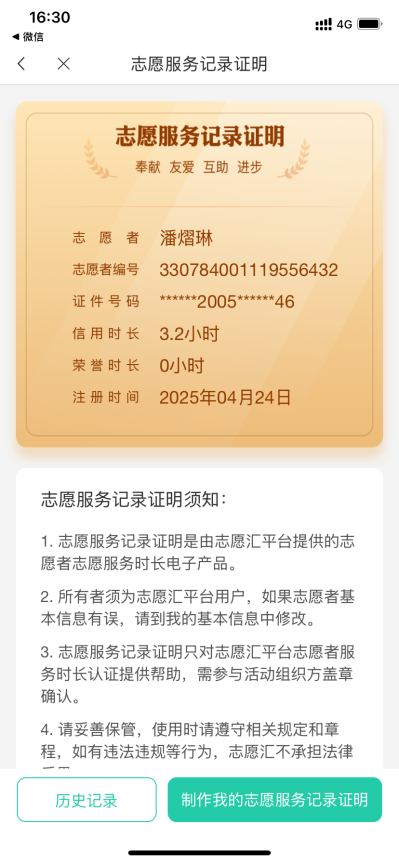 16:30
4G
◀ 微信
志愿服务记录证明
志愿服务记录证明
奉献 友爱 互助 进步
志愿者 潘熠琳
志愿者编号 330784001119556432
证件号码 ******2005******46
信用时长 3.2小时
荣誉时长 0小时
注册时间 2025年04月24日
志愿服务记录证明须知：
1. 志愿服务记录证明是由志愿汇平台提供的志
愿者志愿服务时长电子产品。
2. 所有者须为志愿汇平台用户，如果志愿者基
本信息有误，请到我的基本信息中修改。
3. 志愿服务记录证明只对志愿汇平台志愿者服
务时长认证提供帮助，需参与活动组织方盖章
确认。
4. 请妥善保管，使用时请遵守相关规定和章
程，如有违法违规等行为，志愿汇不承担法律
历史记录
制作我的志愿服务记录证明